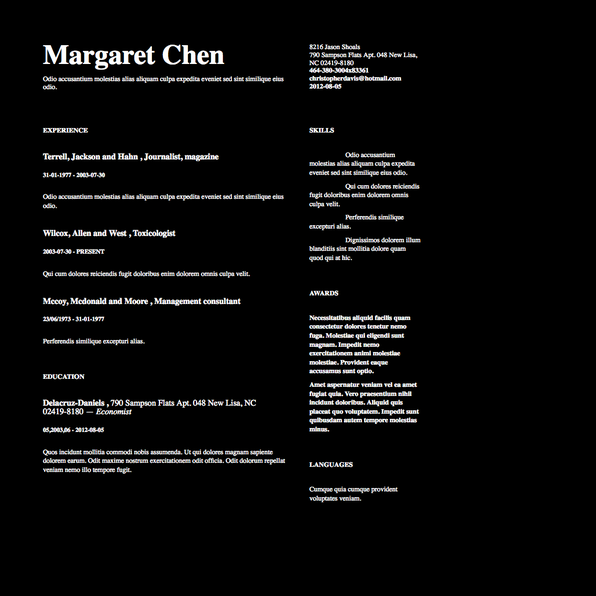 Margaret Chen
Odio accusantium molestias alias aliquam culpa expedita eveniet sed sint similique eius
odio.
8216 Jason Shoals
790 Sampson Flats Apt. 048 New Lisa,
NC 02419-8180
464-380-3004x83361
christopherdavis@hotmail.com
2012-08-05
EXPERIENCE
Terrell, Jackson and Hahn , Journalist, magazine
31-01-1977 - 2003-07-30
Odio accusantium molestias alias aliquam culpa expedita eveniet sed sint similique eius
odio.
Wilcox, Allen and West , Toxicologist
2003-07-30 - PRESENT
Qui cum dolores reiciendis fugit doloribus enim dolorem omnis culpa velit.
Mccoy, Mcdonald and Moore , Management consultant
23/06/1973 - 31-01-1977
Perferendis similique excepturi alias.
EDUCATION
Delacruz-Daniels , 790 Sampson Flats Apt. 048 New Lisa, NC
02419-8180 — Economist
05,2003,06 - 2012-08-05
Quos incidunt mollitia commodi nobis assumenda. Ut qui dolores magnam sapiente
dolorem earum. Odit maxime nostrum exercitationem odit officia. Odit dolorum repellat
veniam nemo illo tempore fugit.
SKILLS
Odio accusantium
molestias alias aliquam culpa expedita
eveniet sed sint similique eius odio.
Qui cum dolores reiciendis
fugit doloribus enim dolorem omnis
culpa velit.
Perferendis similique
excepturi alias.
Dignissimos dolorem illum
blanditiis sint mollitia dolore quam
quod qui at hic.
AWARDS
Necessitatibus aliquid facilis quam
consectetur dolores tenetur nemo
fuga. Molestiae qui eligendi sunt
magnam. Impedit nemo
exercitationem animi molestiae
molestiae. Provident eaque
accusamus sunt optio.
Amet aspernatur veniam vel ea amet
fugiat quia. Vero praesentium nihil
incidunt doloribus. Aliquid quis
placeat quo voluptatem. Impedit sunt
quibusdam autem tempore molestias
minus.
LANGUAGES
Cumque quia cumque provident
voluptates veniam.